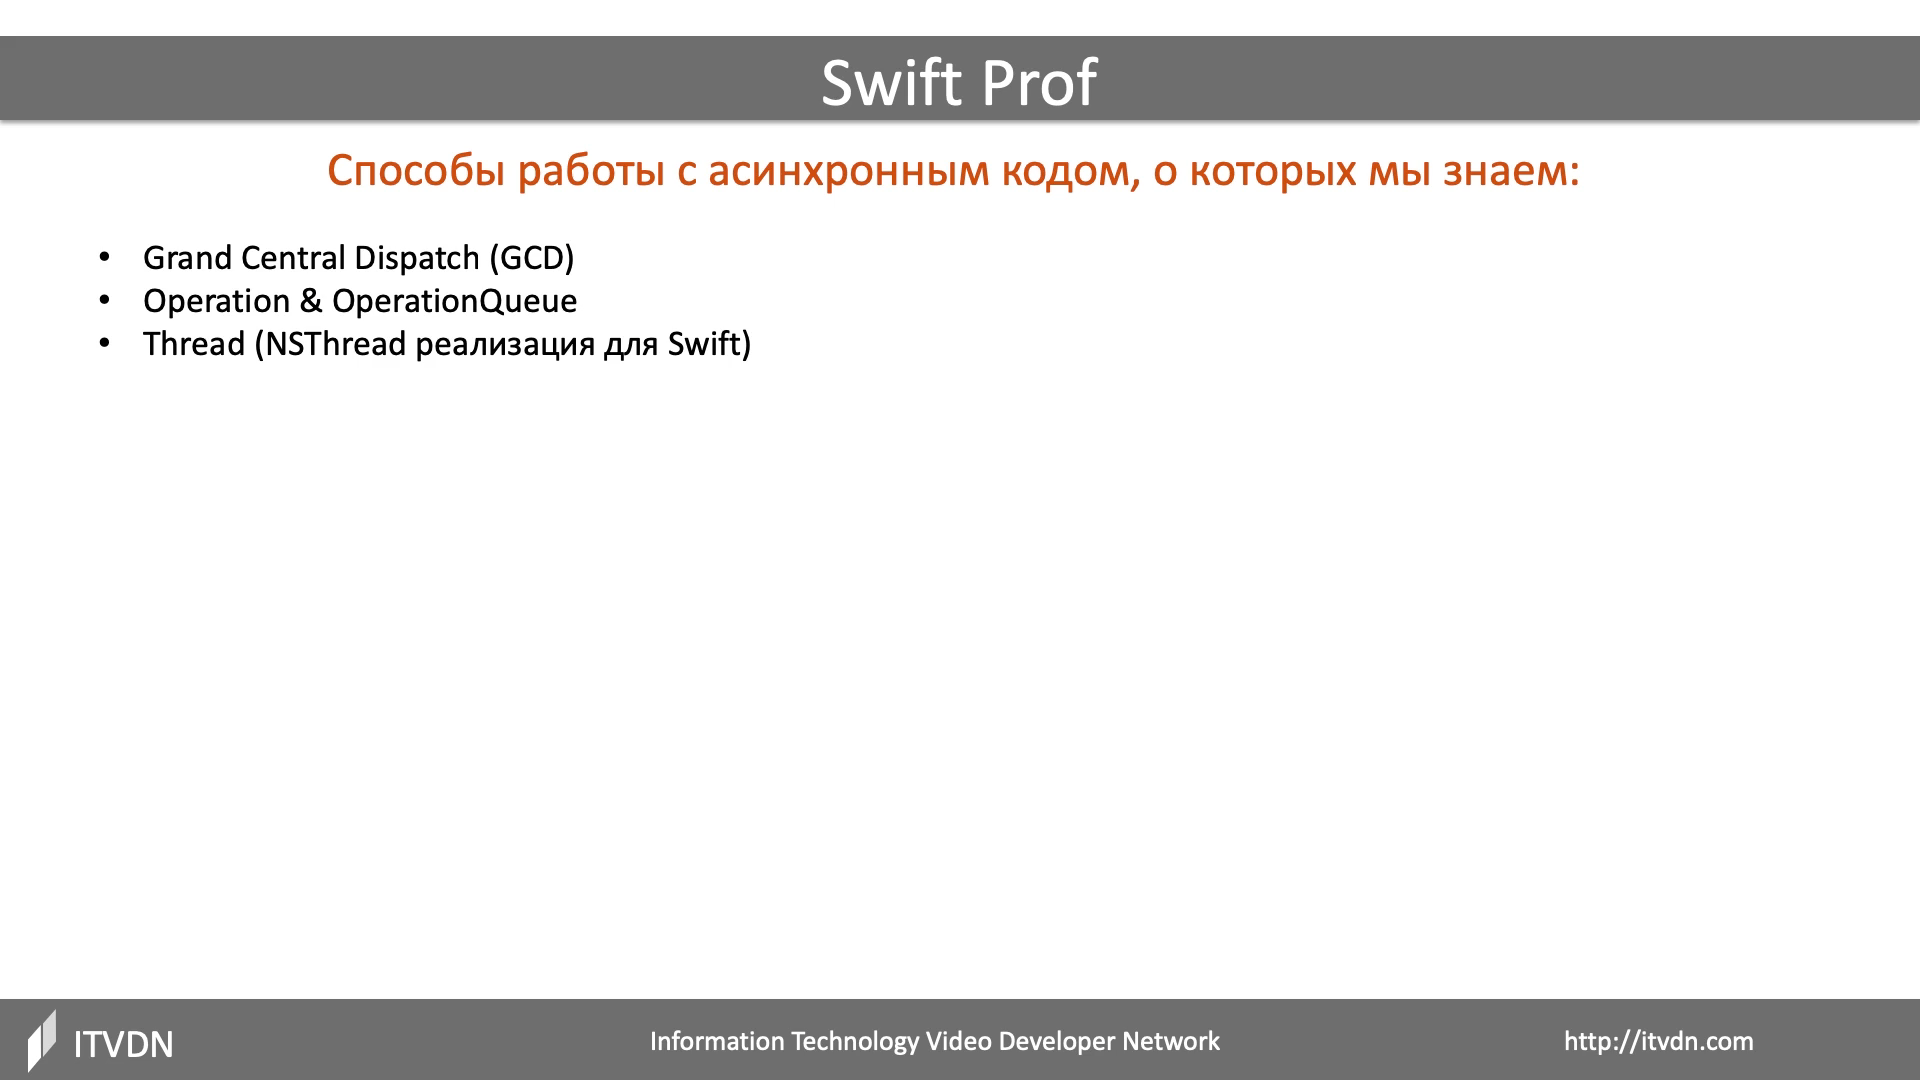 Swift Prof
Способы работы с асинхронным кодом, о которых мы знаем:
• Grand Central Dispatch (GCD)
• Operation & OperationQueue
• Thread (NSThread реализация для Swift)
ITVDN
Information Technology Video Developer Network
http://itvdn.com